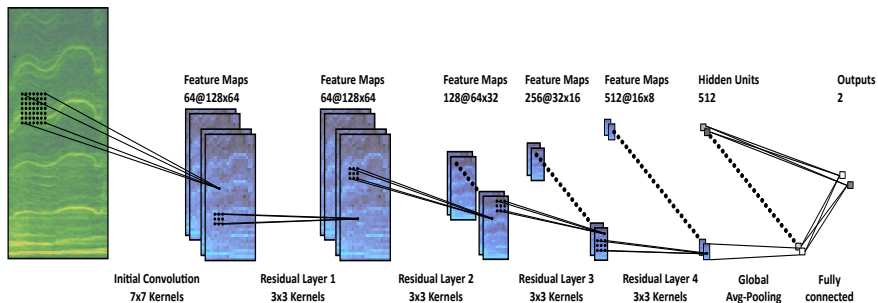 Feature Maps
64@128x64
Feature Maps
64@128x64
Feature Maps
128@64x32
Feature Maps
256@32x16
Feature Maps
512@16x8
Hidden Units
512
Outputs
2
Initial Convolution
7x7 Kernels
Residual Layer 1
3x3 Kernels
Residual Layer 2
3x3 Kernels
Residual Layer 3
3x3 Kernels
Residual Layer 4
3x3 Kernels
Global
Avg-Pooling
Fully
connected